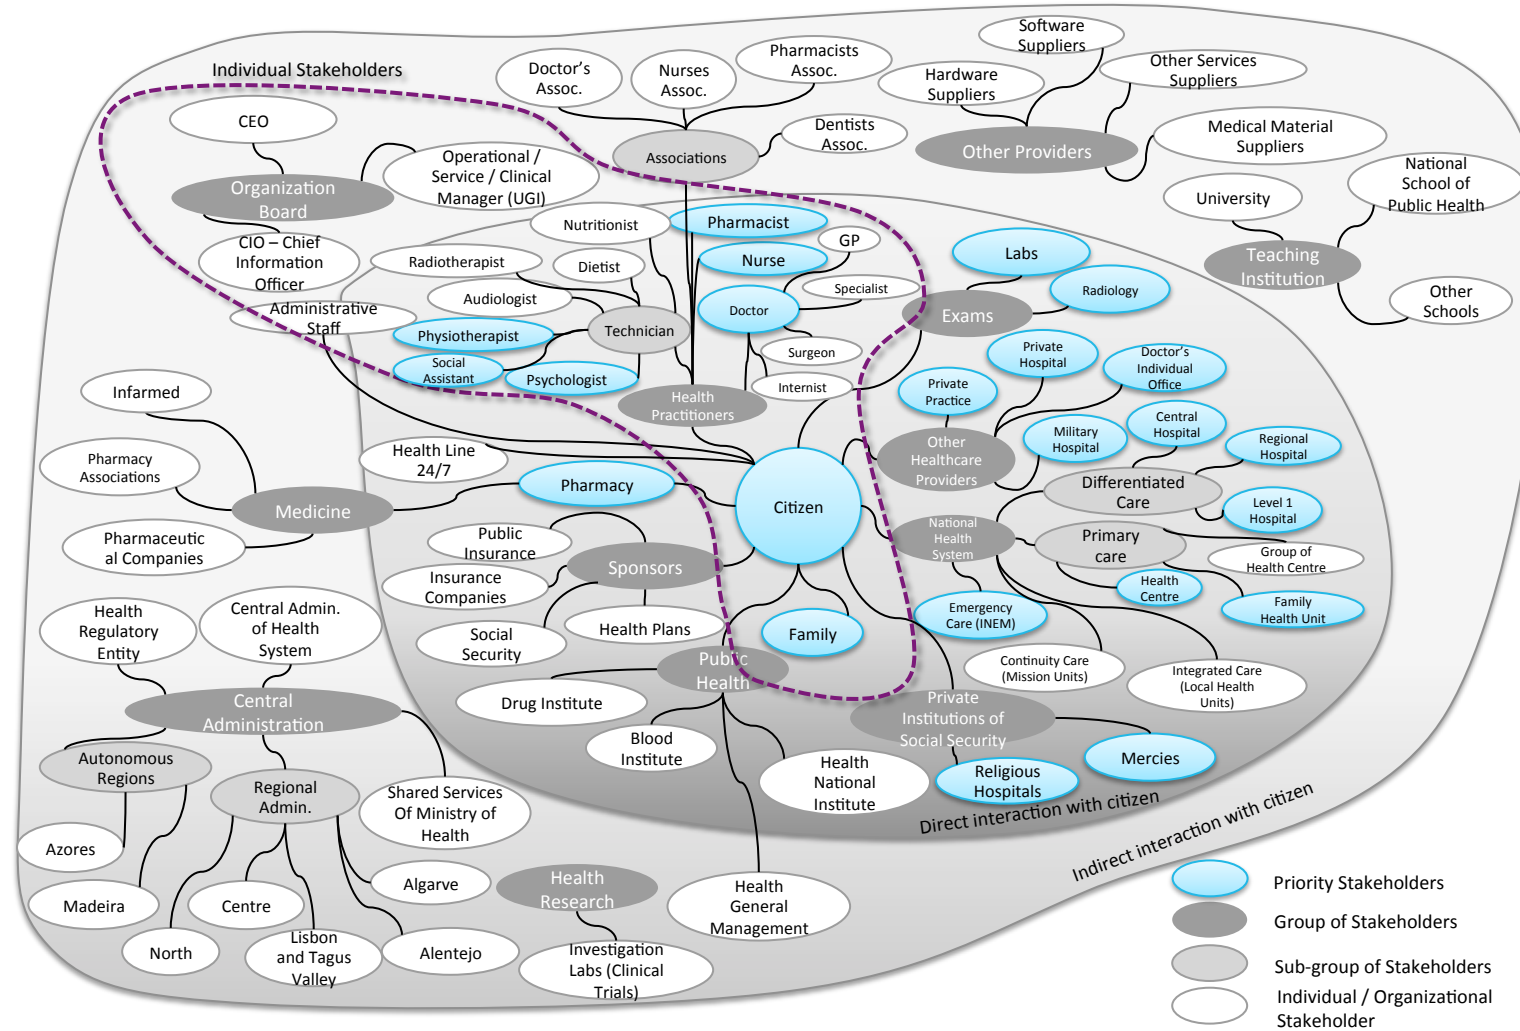 Individual Stakeholders
CEO
Operational /
Service / Clinical
Manager (UGI)
Organization
Board
CIO – Chief
Information
Officer
Administrative
Staff
Doctor's
Assoc.
Nurses
Assoc.
Pharmacists
Assoc.
Dentists
Assoc.
Associations
Software
Suppliers
Hardware
Suppliers
Other Services
Suppliers
Other Providers
Medical Material
Suppliers
National
School of
Public Health
University
Teaching
Institution
Other
Schools
Nutritionist
Pharmacist
GP
Nurse
Radiotherapist
Dietist
Specialist
Audiologist
Doctor
Technician
Physiotherapist
Surgeon
Social
Assistant
Psychologist
Internist
Health
Practitioners
Labs
Radiology
Exams
Private
Hospital
Doctor's
Individual
Office
Private
Practice
Military
Hospital
Central
Hospital
Regional
Hospital
Other
Healthcare
Providers
Differentiated
Care
Level 1
Hospital
National
Health
System
Primary
care
Group of
Health Centre
Health
Centre
Family
Health Unit
Emergency
Care (INEM)
Continuity Care
(Mission Units)
Integrated Care
(Local Health
Units)
Infarmed
Pharmacy
Associations
Medicine
Pharmaceutic
al Companies
Health Line
24/7
Pharmacy
Citizen
Public
Insurance
Sponsors
Insurance
Companies
Social
Security
Health Plans
Family
Public
Health
Drug Institute
Blood
Institute
Health
National
Institute
Private
Institutions of
Social Security
Religious
Hospitals
Mercies
Direct interaction with citizen
Indirect interaction with citizen
Health
Regulatory
Entity
Central Admin.
of Health
System
Central
Administration
Autonomous
Regions
Regional
Admin.
Shared Services
Of Ministry of
Health
Azores
Madeira
North
Centre
Lisbon
and Tagus
Valley
Algarve
Alentejo
Health
Research
Investigation
Labs (Clinical
Trials)
Health
General
Management
Priority Stakeholders
Group of Stakeholders
Sub-group of Stakeholders
Individual / Organizational
Stakeholder